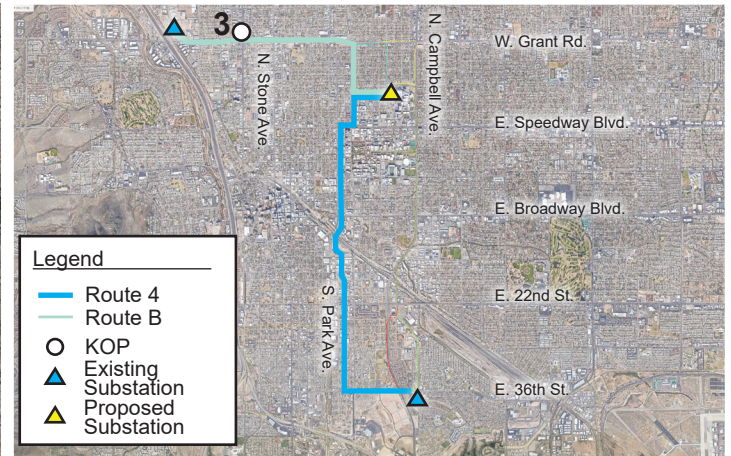 3
N. Campbell Ave.
W. Grant Rd.
N. Stone Ave.
E. Speedway Blvd.
E. Broadway Blvd.
E. 22nd St.
S. Park Ave.
E. 36th St.
Legend
Route 4
Route B
KOP
Existing
Substation
Proposed
Substation